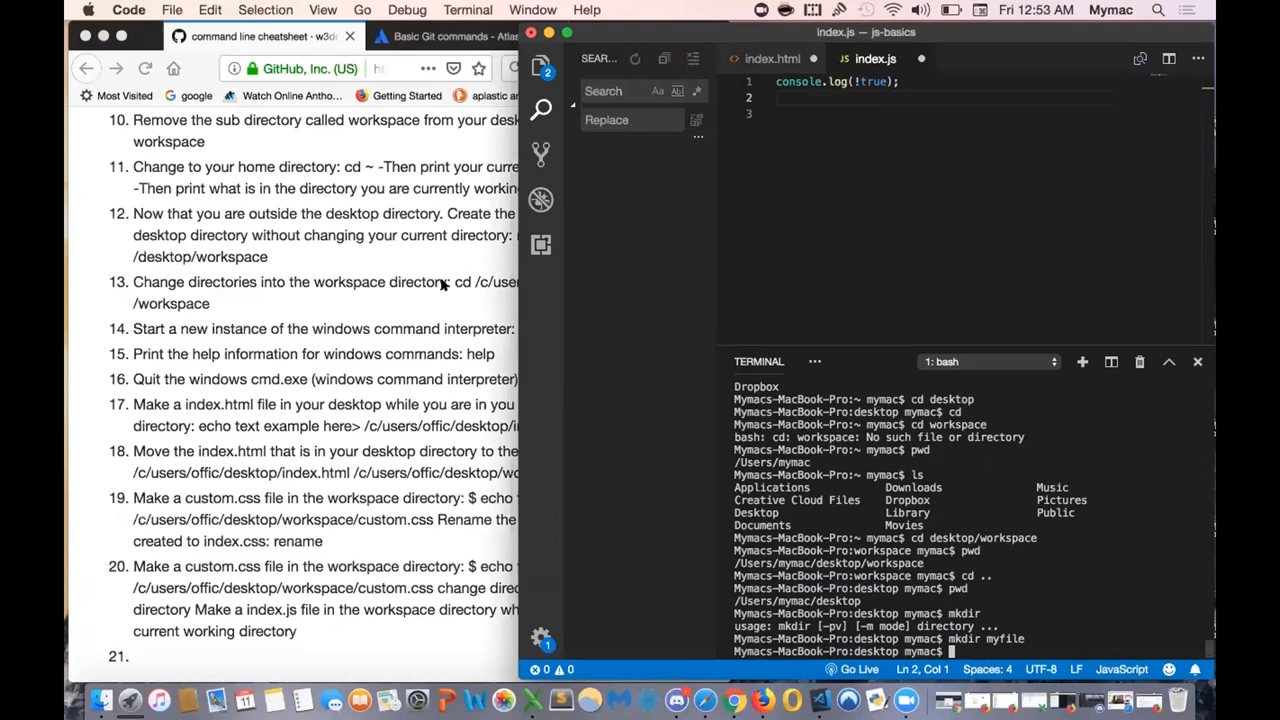 Code File Edit Selection View Go Debug Terminal Window Help Fri 12:53 AM Mymac
command line cheatsheet · w3d
Basic Git commands - Atlas
index.js — js-basics
GitHub, Inc. (US)
Most Visited google Watch Online Antho... Getting Started aplastic an
SEAR...
index.html
JS index.js
2
Search
Aa Abl
Replace
1 console.log(!true);
2
3
10. Remove the sub directory called workspace from your desk
workspace
11. Change to your home directory: cd ~ -Then print your curre
-Then print what is in the directory you are currently working
12. Now that you are outside the desktop directory. Create the
desktop directory without changing your current directory:
/desktop/workspace
13. Change directories into the workspace directory: cd /c/user
/workspace
14. Start a new instance of the windows command interpreter:
15. Print the help information for windows commands: help
16. Quit the windows cmd.exe (windows command interpreter)
17. Make a index.html file in your desktop while you are in you
directory: echo text example here> /c/users/offic/desktop/in
18. Move the index.html that is in your desktop directory to the
/c/users/offic/desktop/index.html /c/users/offic/desktop/wo
19. Make a custom.css file in the workspace directory: $ echo
/c/users/offic/desktop/workspace/custom.css Rename the
created to index.css: rename
20. Make a custom.css file in the workspace directory: $ echo
/c/users/offic/desktop/workspace/custom.css change dire
directory Make a index.js file in the workspace directory wh
current working directory
21.
TERMINAL ... 1: bash
Dropbox
Mymacs-MacBook-Pro:~ mymac$ cd desktop
Mymacs-MacBook-Pro:desktop mymac$ cd
Mymacs-MacBook-Pro:~ mymac$ cd workspace
bash: cd: workspace: No such file or directory
Mymacs-MacBook-Pro:~ mymac$ pwd
/Users/mymac
Mymacs-MacBook-Pro:~ mymac$ ls
Applications Downloads Music
Creative Cloud Files Dropbox Pictures
Desktop Library Public
Documents Movies
Mymacs-MacBook-Pro:~ mymac$ cd desktop/workspace
Mymacs-MacBook-Pro:workspace mymac$ pwd
/Users/mymac/desktop/workspace
Mymacs-MacBook-Pro:workspace mymac$ cd ..
Mymacs-MacBook-Pro:desktop mymac$ pwd
/Users/mymac/desktop
Mymacs-MacBook-Pro:desktop mymac$ mkdir
usage: mkdir [-pv] [-m mode] directory ...
Mymacs-MacBook-Pro:desktop mymac$ mkdir myfile
Mymacs-MacBook-Pro:desktop mymac$
1
0 0 Go Live Ln 2, Col 1 Spaces: 4 UTF-8 LF JavaScript